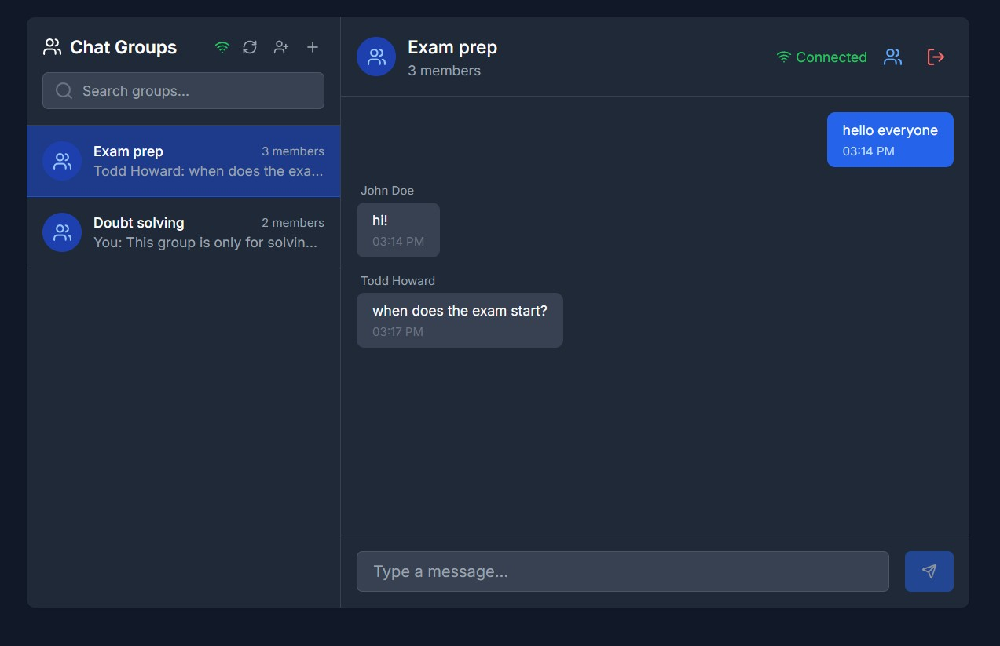 Chat Groups
Search groups...
Exam prep
3 members
Todd Howard: when does the exa...
Doubt solving
2 members
You: This group is only for solvin...
Exam prep
3 members
Connected
hello everyone
03:14 PM
John Doe
hi!
03:14 PM
Todd Howard
when does the exam start?
03:17 PM
Type a message...